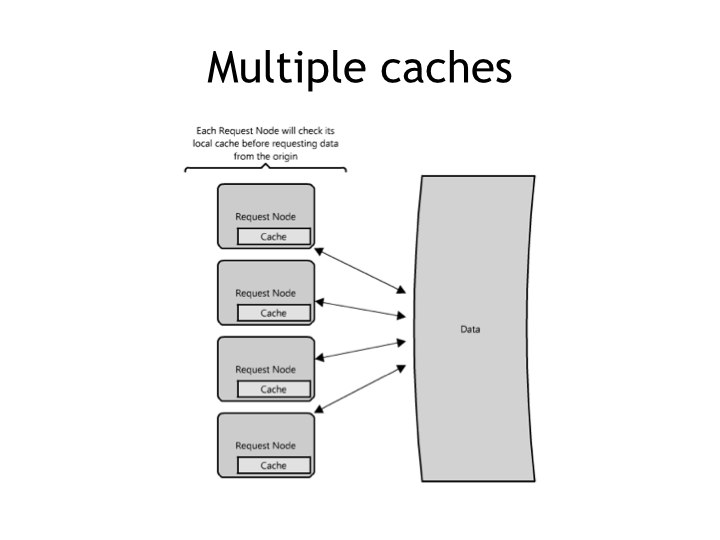 Multiple caches
Each Request Node will check its
local cache before requesting data
from the origin
Request Node
Cache
Request Node
Cache
Request Node
Cache
Request Node
Cache
Data